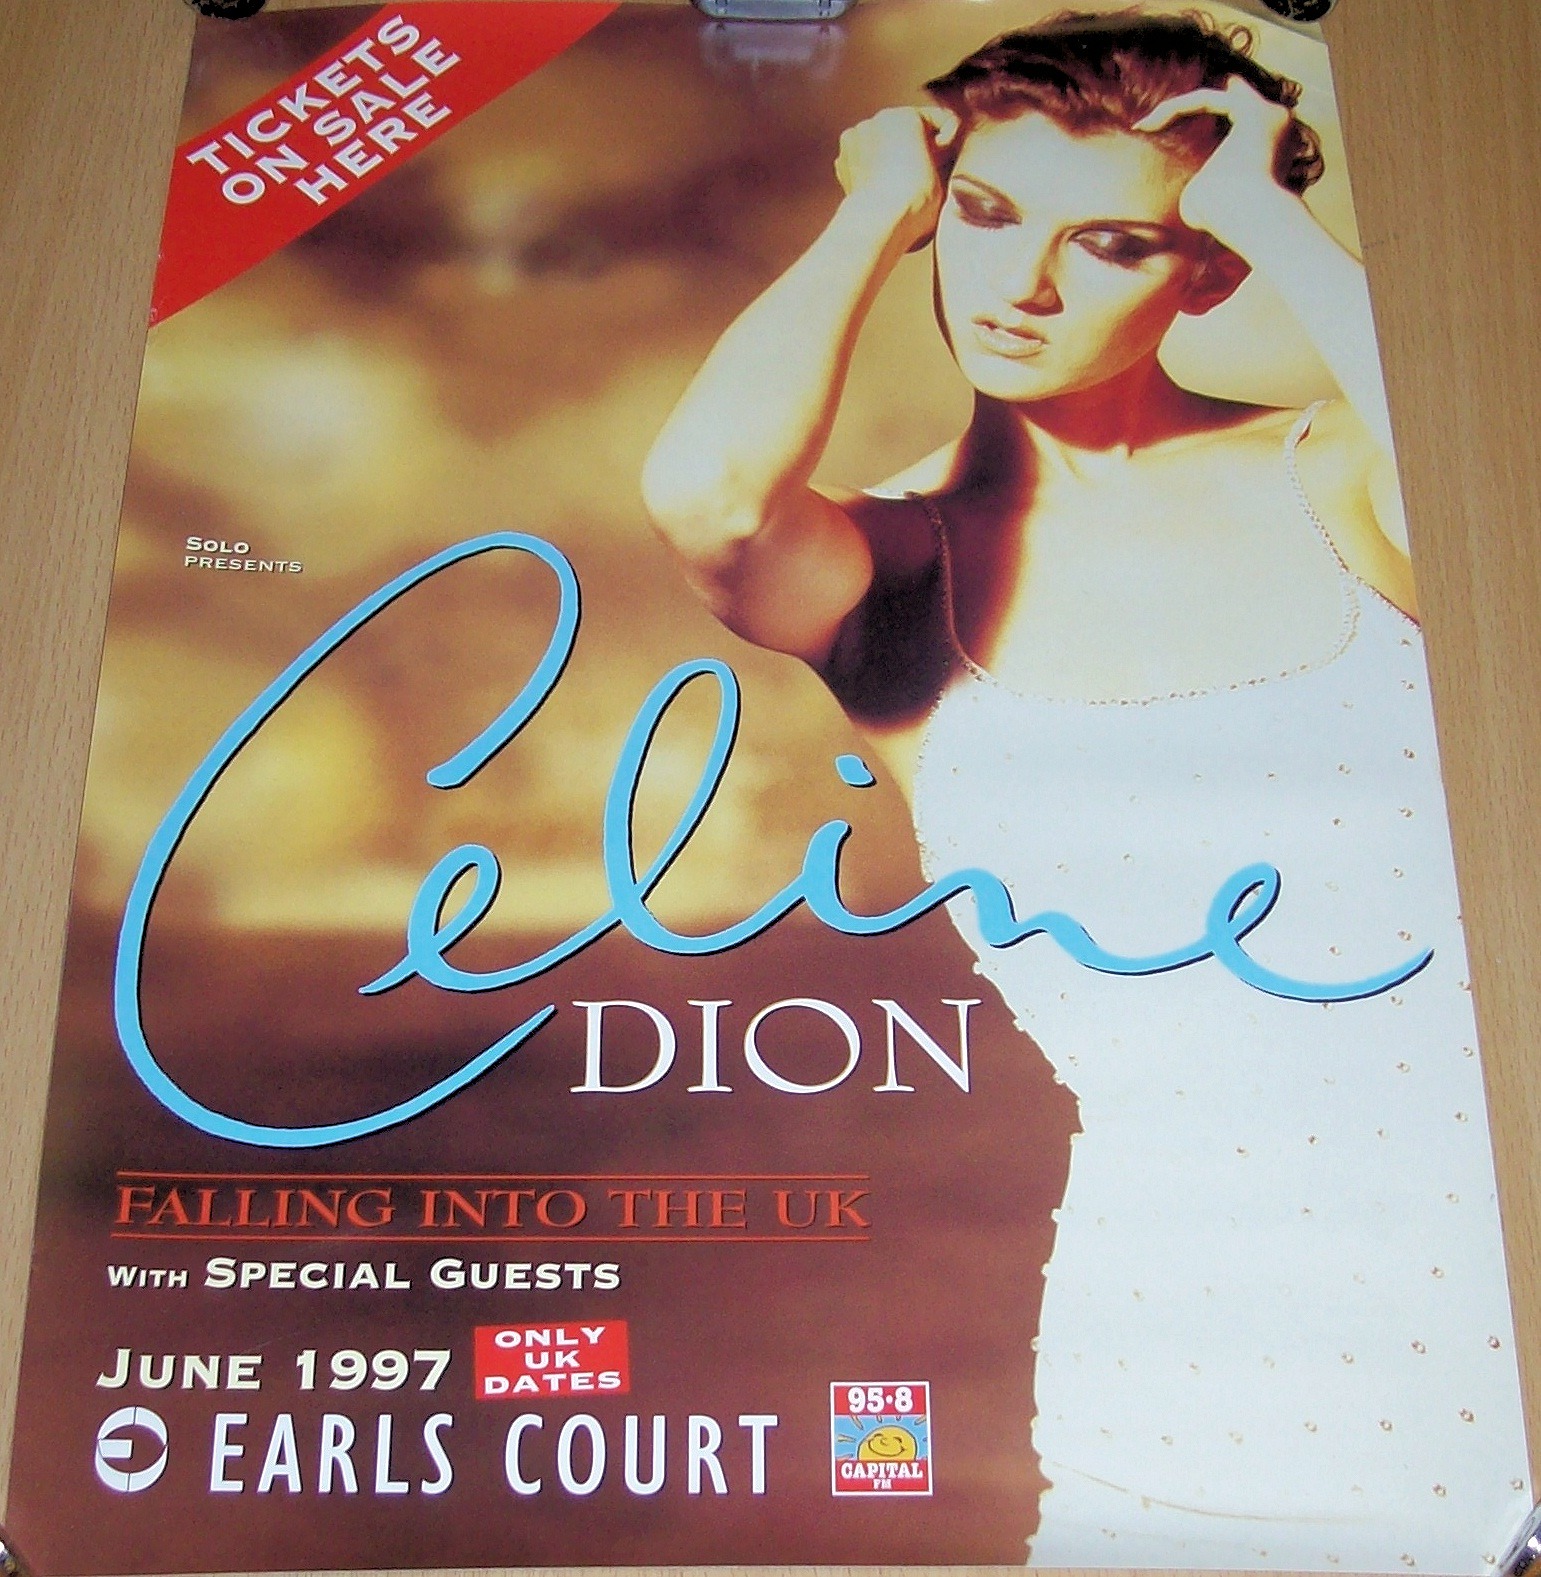 TICKETS
ON SALE
HERE
SOLO
PRESENTS
Celine
DION
FALLING INTO THE UK
WITH SPECIAL GUESTS
JUNE 1997
ONLY
UK
DATES
EARLS COURT
95·8
CAPITAL
FM